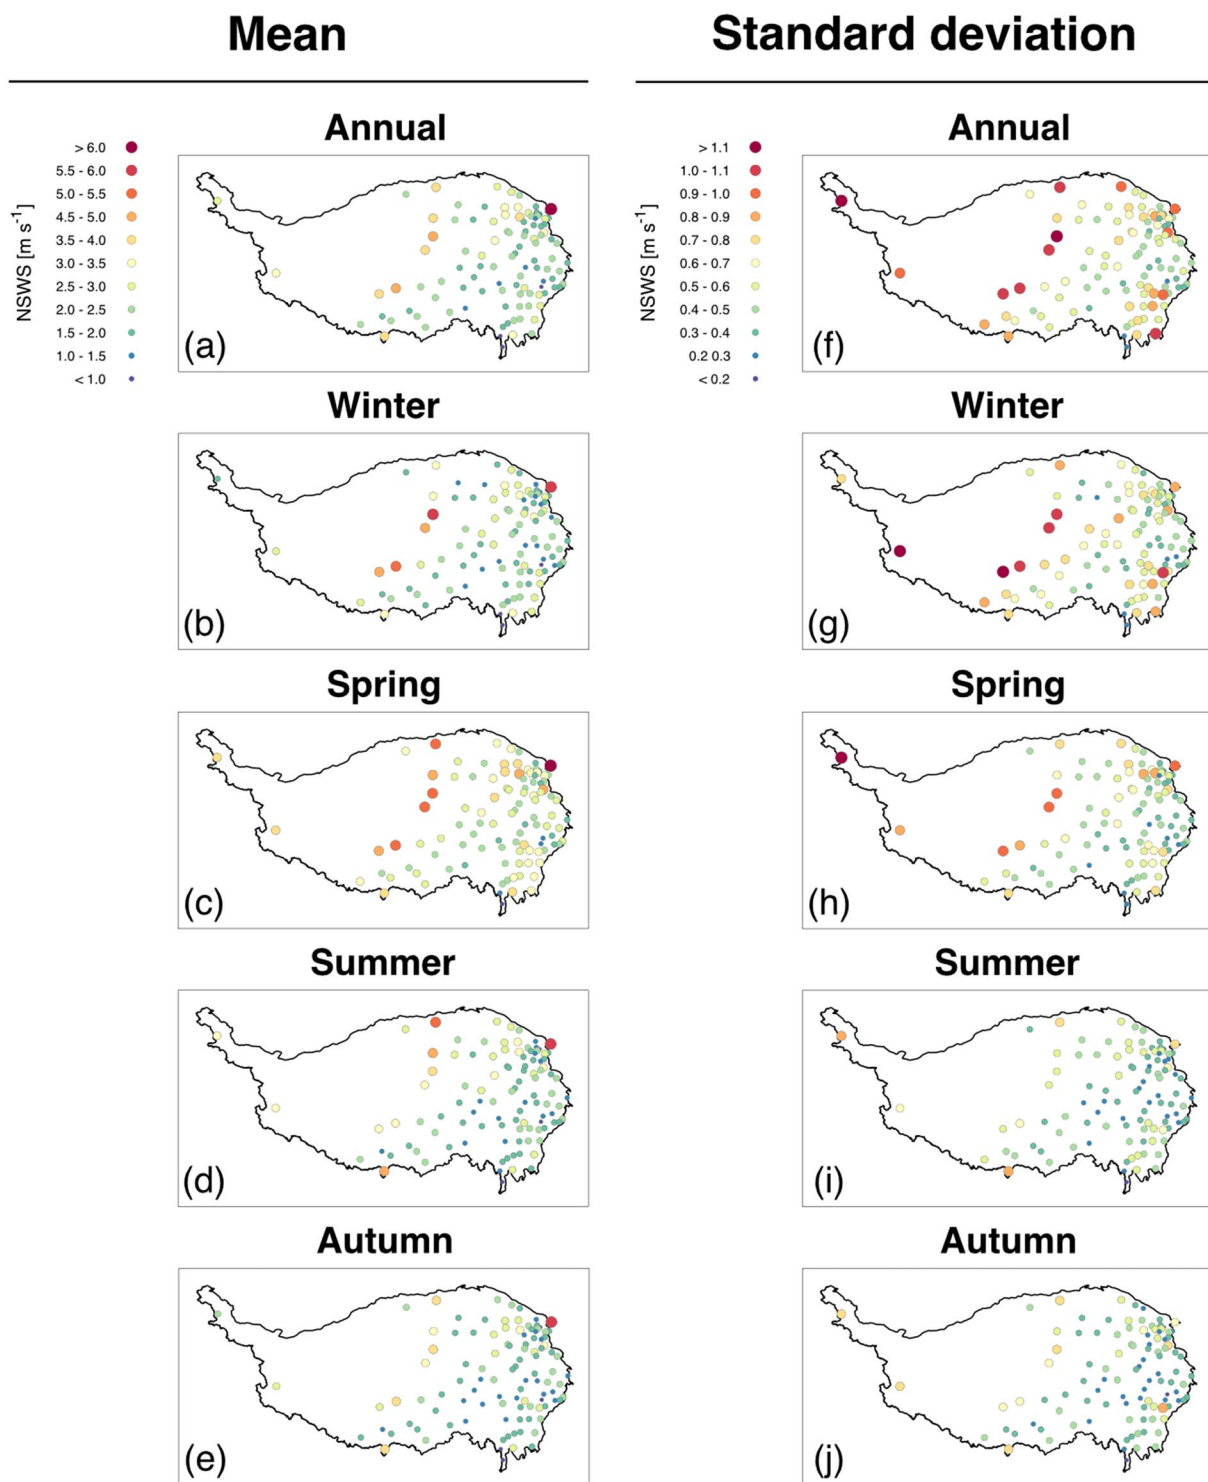 Mean
Standard deviation
Annual
Annual
NSWS [m s-1]
> 6.0
5.5 - 6.0
5.0 - 5.5
4.5 - 5.0
3.5 - 4.0
3.0 - 3.5
2.5 - 3.0
2.0 - 2.5
1.5 - 2.0
1.0 - 1.5
< 1.0
(a)
NSWS [m s-1]
> 1.1
1.0 - 1.1
0.9 - 1.0
0.8 - 0.9
0.7 - 0.8
0.6 - 0.7
0.5 - 0.6
0.4 - 0.5
0.3 - 0.4
0.2 0.3
< 0.2
(f)
Winter
Winter
(b)
(g)
Spring
Spring
(c)
(h)
Summer
Summer
(d)
(i)
Autumn
Autumn
(e)
(j)